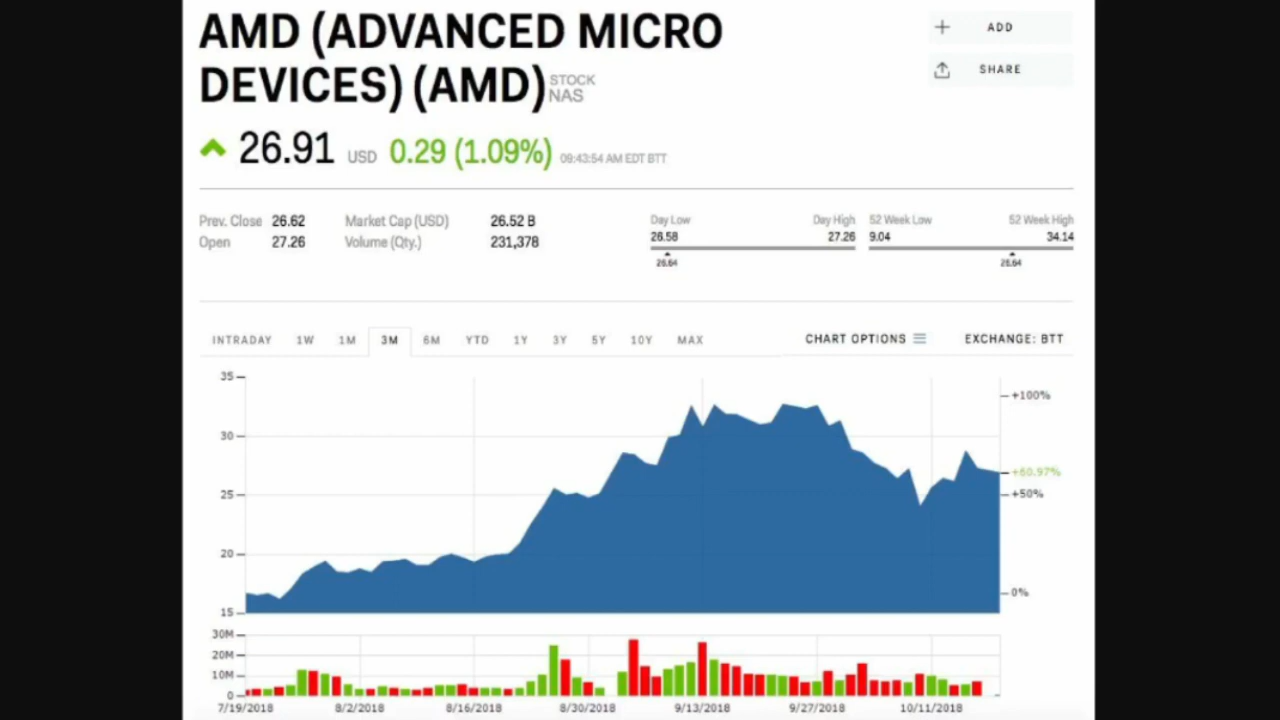 AMD (ADVANCED MICRO
DEVICES) (AMD) STOCK NAS
ADD
SHARE
26.91 USD 0.29 (1.09%) 09:43:54 AM EDT BTT
Prev. Close 26.62 Market Cap (USD) 26.52 B Day Low Day High 52 Week Low 52 Week High
Open 27.26 Volume (Qty.) 231,378 26.58 27.26 9.04 34.14
26.64 26.64
INTRADAY 1W 1M 3M 6M YTD 1Y 3Y 5Y 10Y MAX CHART OPTIONS EXCHANGE: BTT
35
+100%
30
+60.97%
25 +50%
20
0%
15
30M
20M
10M
0
7/19/2018 8/2/2018 8/16/2018 8/30/2018 9/13/2018 9/27/2018 10/11/2018